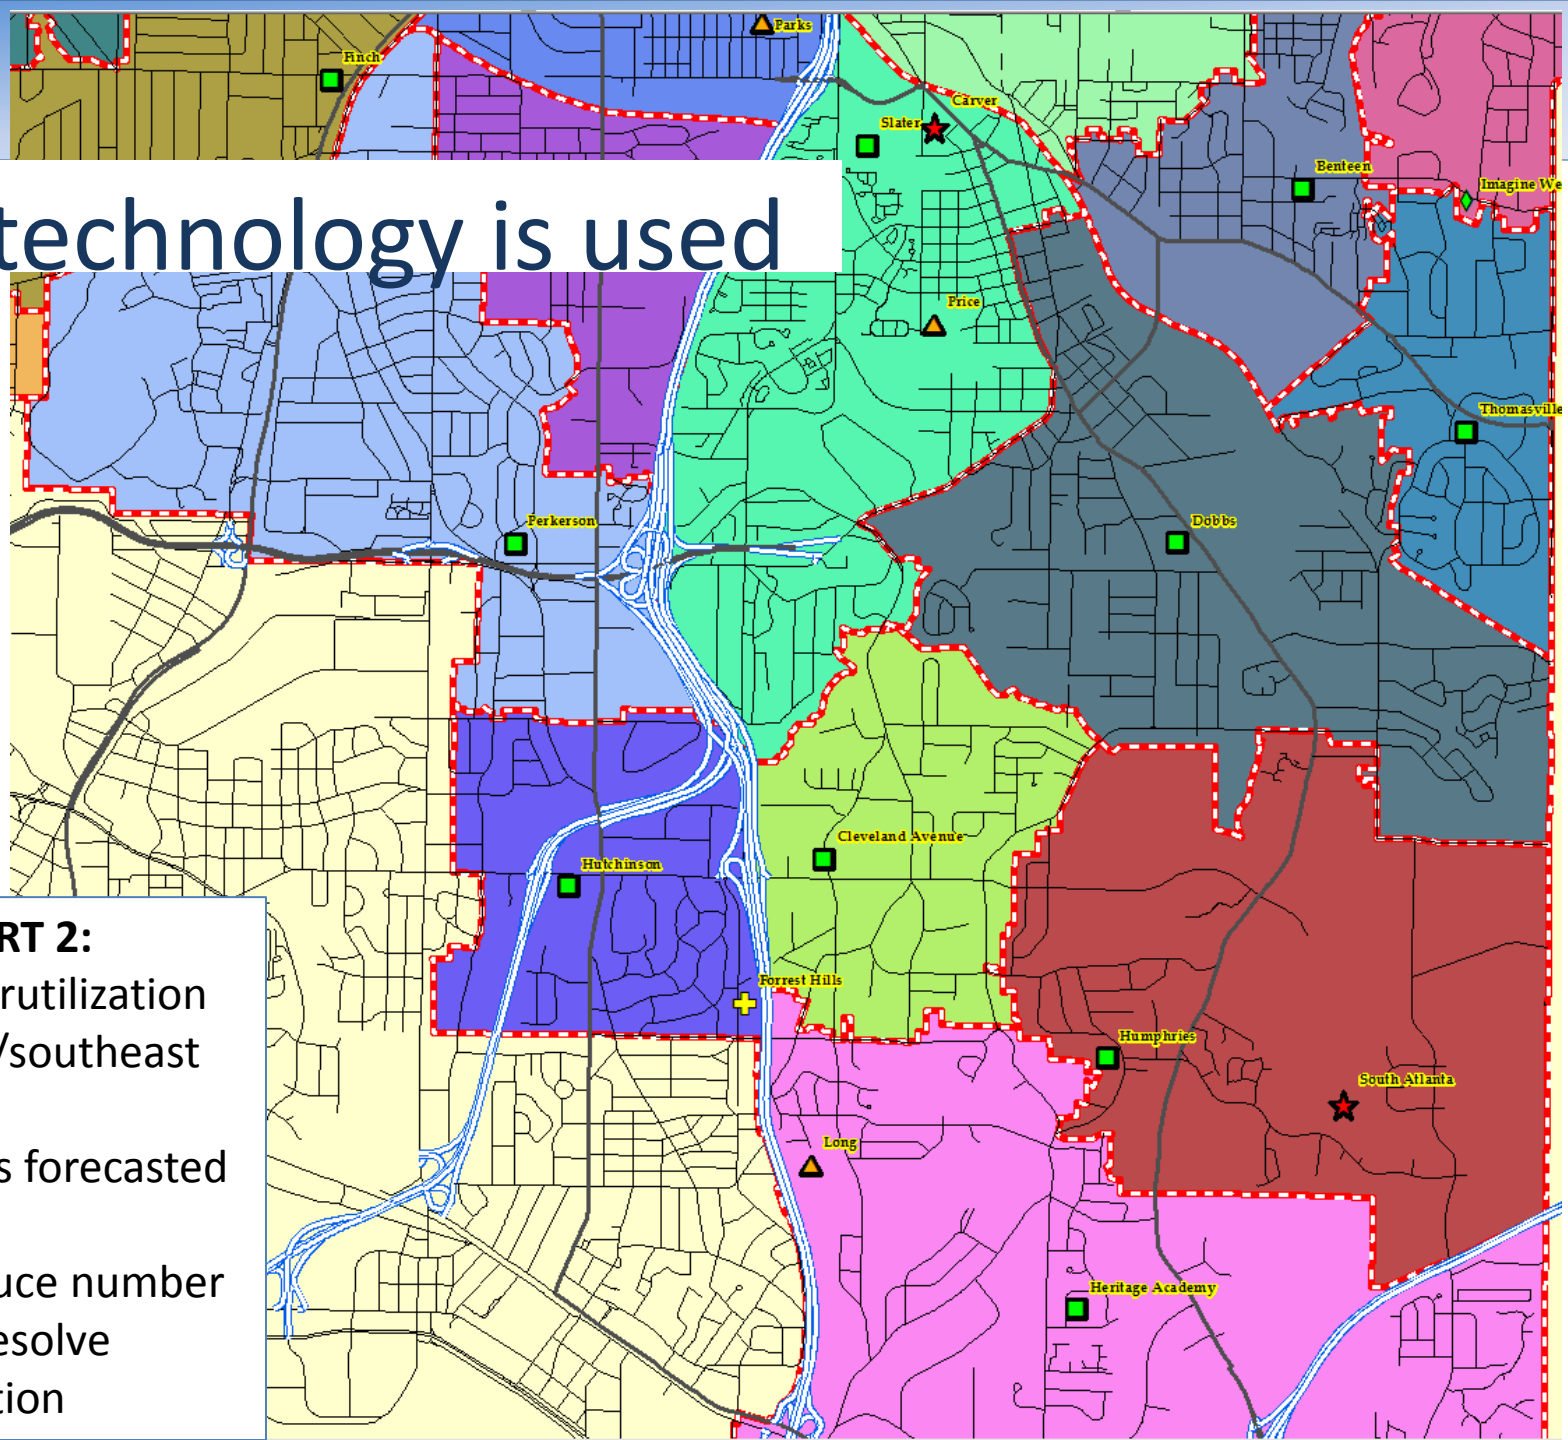 Parks
Finch
Carver
Slater
Benteen
Imagine We
technology is used
Price
Thomasville
Perkerson
Dobbs
Cleveland Avenue
Hutchinson
RT 2:
rutilization
/southeast
s forecasted
uce number
esolve
tion
Forrest Hills
Humphries
South Atlanta
Long
Heritage Academy